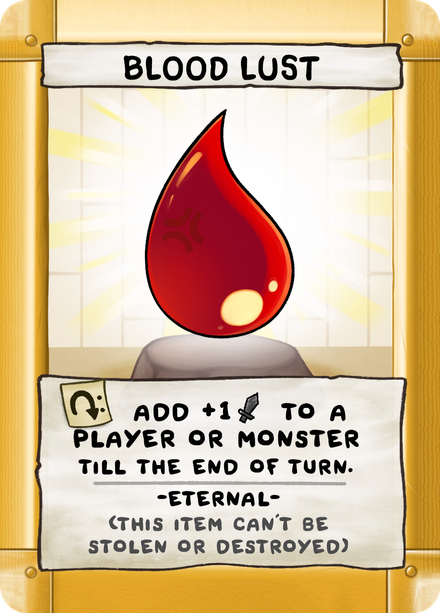 BLOOD LUST
ADD +1 TO A
PLAYER OR MONSTER
TILL THE END OF TURN.
-ETERNAL-
(THIS ITEM CAN'T BE
STOLEN OR DESTROYED)